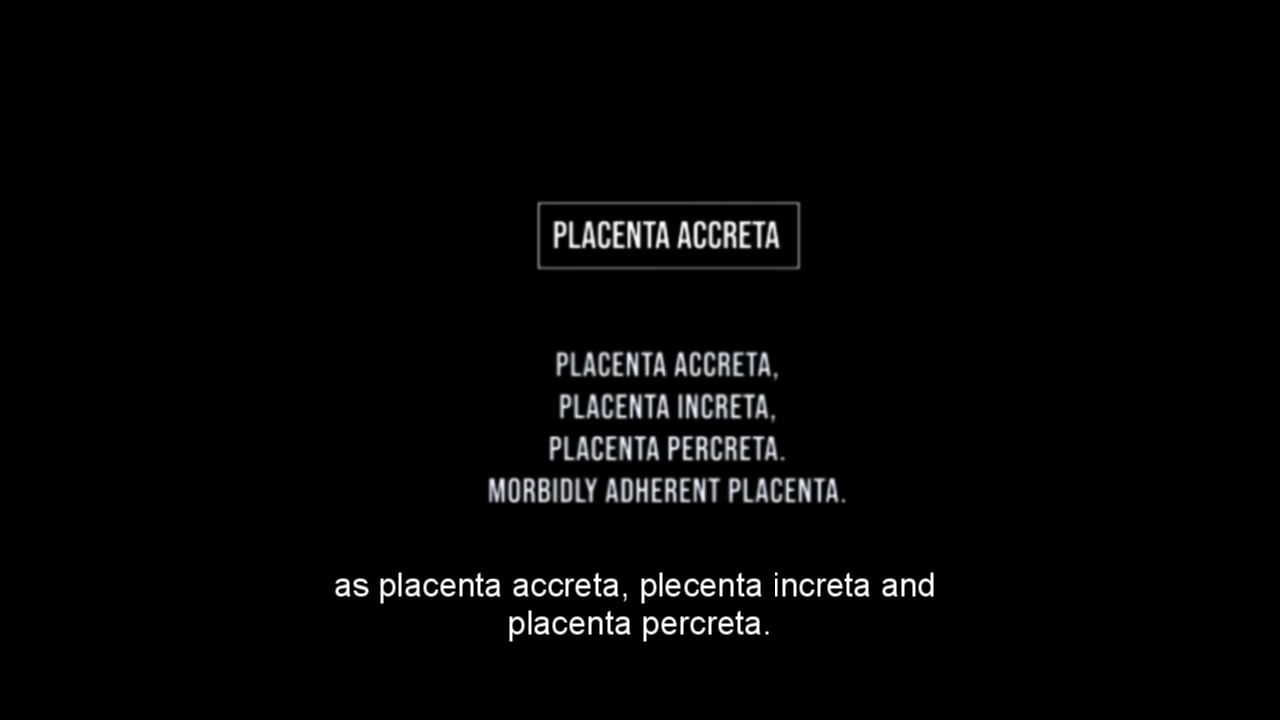 PLACENTA ACCRETA
PLACENTA ACCRETA,
PLACENTA INCRETA,
PLACENTA PERCRETA.
MORBIDLY ADHERENT PLACENTA.
as placenta accreta, plecenta increta and
placenta percreta.